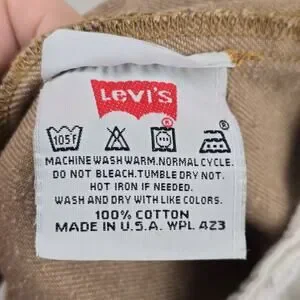 LEVI'S
®
105F
MACHINE WASH WARM. NORMAL CYCLE.
DO NOT BLEACH. TUMBLE DRY NOT.
HOT IRON IF NEEDED.
WASH AND DRY WITH LIKE COLORS.
100% COTTON
MADE IN U.S.A. WPL 423